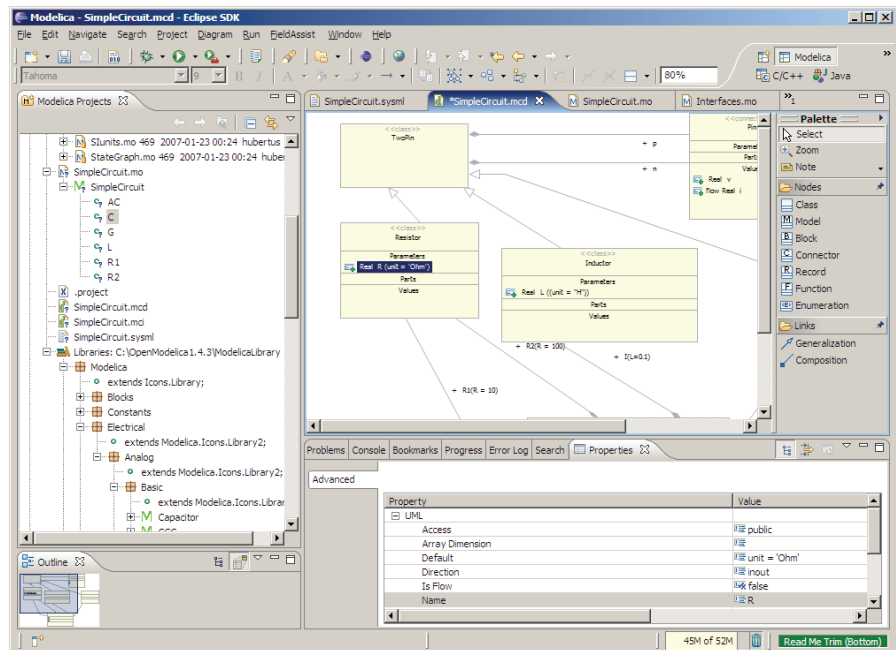 Modelica - SimpleCircuit.mcd - Eclipse SDK
File Edit Navigate Search Project Diagram Run FieldAssist Window Help
Modelica »
Tahoma 9 B I A 80% C/C++ Java
Modelica Projects
SIunits.mo 469 2007-01-23 00:24 hubertus
StateGraph.mo 469 2007-01-23 00:24 huber
SimpleCircuit.mo
SimpleCircuit
AC
C
G
L
R1
R2
.project
SimpleCircuit.mcd
SimpleCircuit.mci
SimpleCircuit.sysml
Libraries: C:\OpenModelica1.4.3\ModelicaLibrary
Modelica
extends Icons.Library;
Blocks
Constants
Electrical
extends Modelica.Icons.Library2;
Analog
extends Modelica.Icons.Library2;
Basic
extends Modelica.Icons.Librar
Capacitor
Outline
SimpleCircuit.sysml *SimpleCircuit.mcd SimpleCircuit.mo Interfaces.mo »1
<<class>>
TwoPin
+ p
+ n
<<connec
Pin
Paramet
Parts
Value
Real v
flow Real i
<<class>>
Resistor
Parameters
Real R (unit = 'Ohm')
Parts
Values
<<class>>
Inductor
Parameters
Real L ((unit = "H"))
Parts
Values
+ R2(R = 100)
+ I(L=0.1)
+ R1(R = 10)
Palette
Select
Zoom
Note
Nodes
Class
Model
Block
Connector
Record
Function
Enumeration
Links
Generalization
Composition
Problems Console Bookmarks Progress Error Log Search Properties
Advanced
Property Value
UML
Access public
Array Dimension
Default unit = 'Ohm'
Direction inout
Is Flow false
Name R
45M of 52M Read Me Trim (Bottom)